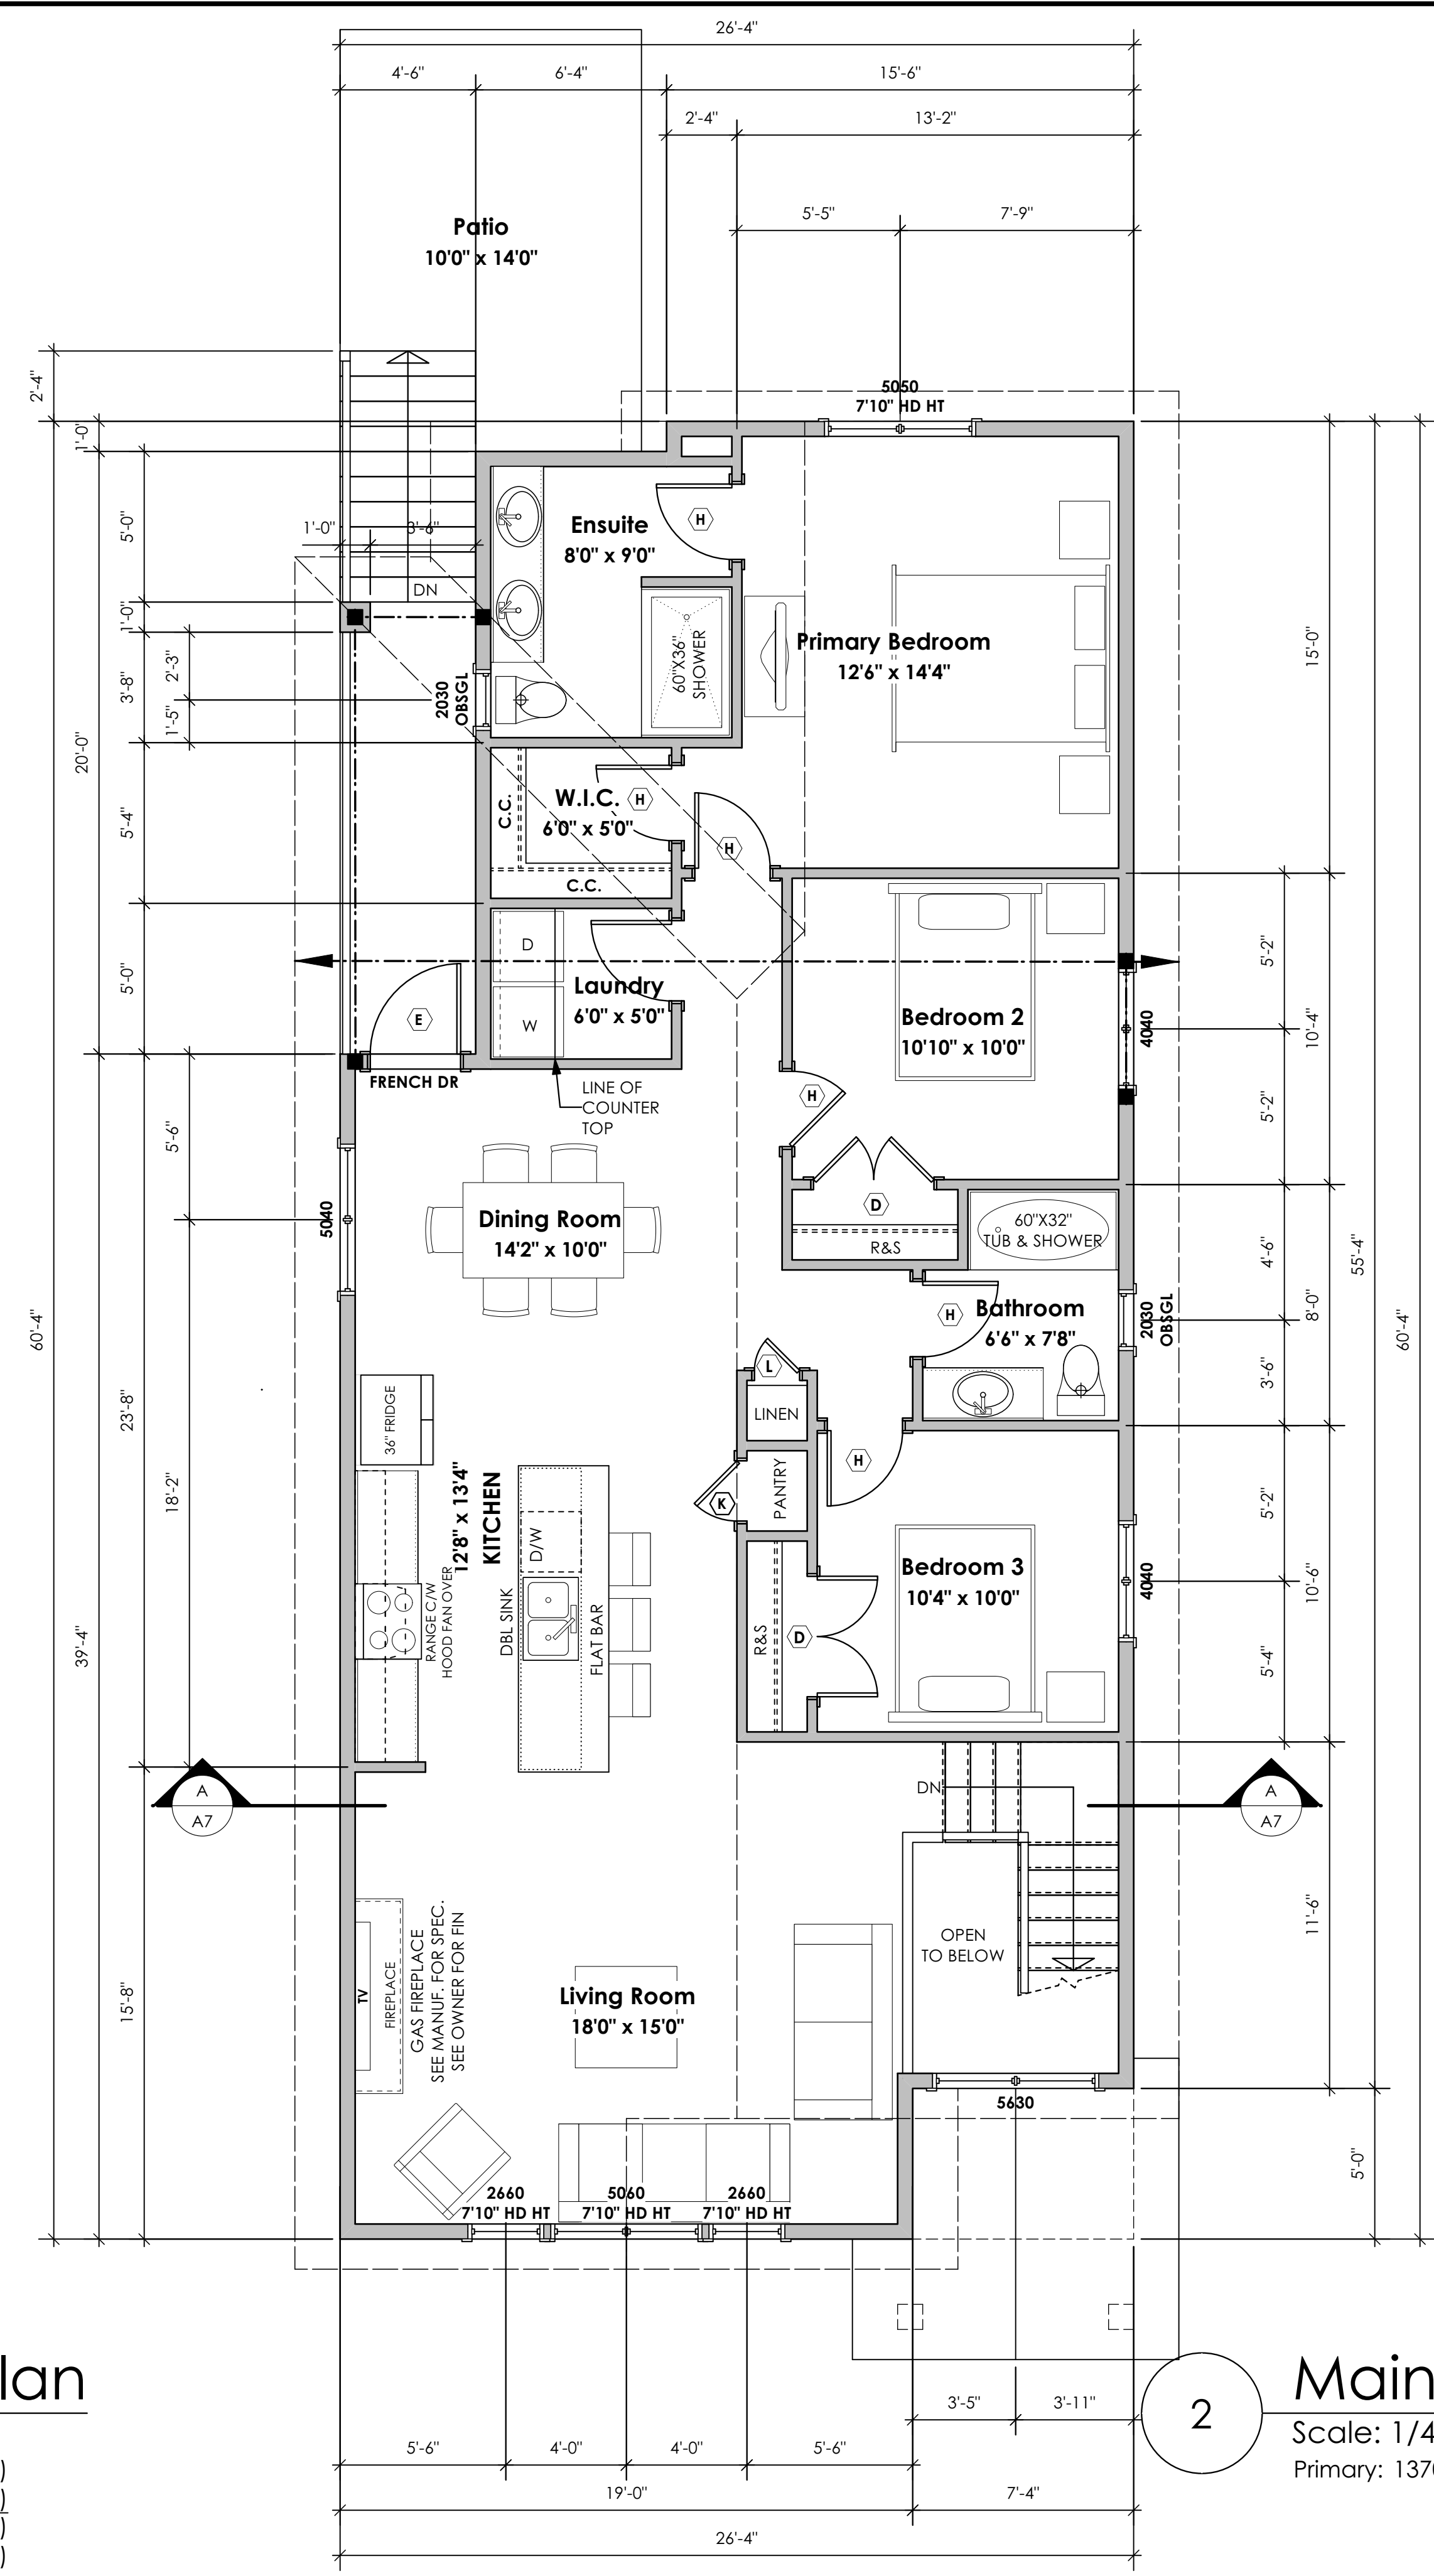 26'-4"
4'-6"
6'-4"
15'-6"
2'-4"
13'-2"
5'-5"
7'-9"
Patio
10'0" x 14'0"
2'-4"
1'-0"
5050
7'10" HD HT
5'-0"
1'-0"
3'-6"
DN
Ensuite
8'0" x 9'0"
H
1'-0"
2'-3"
3'-8"
1'-5"
20'-0"
2030
OBSGL
60"X36"
SHOWER
Primary Bedroom
12'6" x 14'4"
15'-0"
5'-4"
C.C.
W.I.C.
H
6'0" x 5'0"
H
C.C.
5'-0"
D
W
Laundry
6'0" x 5'0"
E
FRENCH DR
LINE OF
COUNTER
TOP
Bedroom 2
10'10" x 10'0"
H
4040
5'-2"
10'-4"
5'-2"
5'-6"
5040
Dining Room
14'2" x 10'0"
D
R&S
60"X32"
TUB & SHOWER
4'-6"
8'-0"
3'-6"
55'-4"
60'-4"
60'-4"
H
Bathroom
6'6" x 7'8"
2030
OBSGL
L
LINEN
23'-8"
18'-2"
39'-4"
36" FRIDGE
12'8" x 13'4"
KITCHEN
D/W
DBL SINK
FLAT BAR
RANGE C/W
HOOD FAN OVER
K
PANTRY
H
Bedroom 3
10'4" x 10'0"
R&S
D
4040
5'-2"
10'-6"
5'-4"
A
A7
DN
A
A7
OPEN
TO BELOW
11'-6"
15'-8"
TV
FIREPLACE
GAS FIREPLACE
SEE MANUF. FOR SPEC.
SEE OWNER FOR FIN
Living Room
18'0" x 15'0"
5630
5'-0"
2660
7'10" HD HT
5060
7'10" HD HT
2660
7'10" HD HT
lan
)
)
)
)
3'-5"
3'-11"
2
Main
Scale: 1/4
Primary: 1370
5'-6"
4'-0"
4'-0"
5'-6"
19'-0"
7'-4"
26'-4"